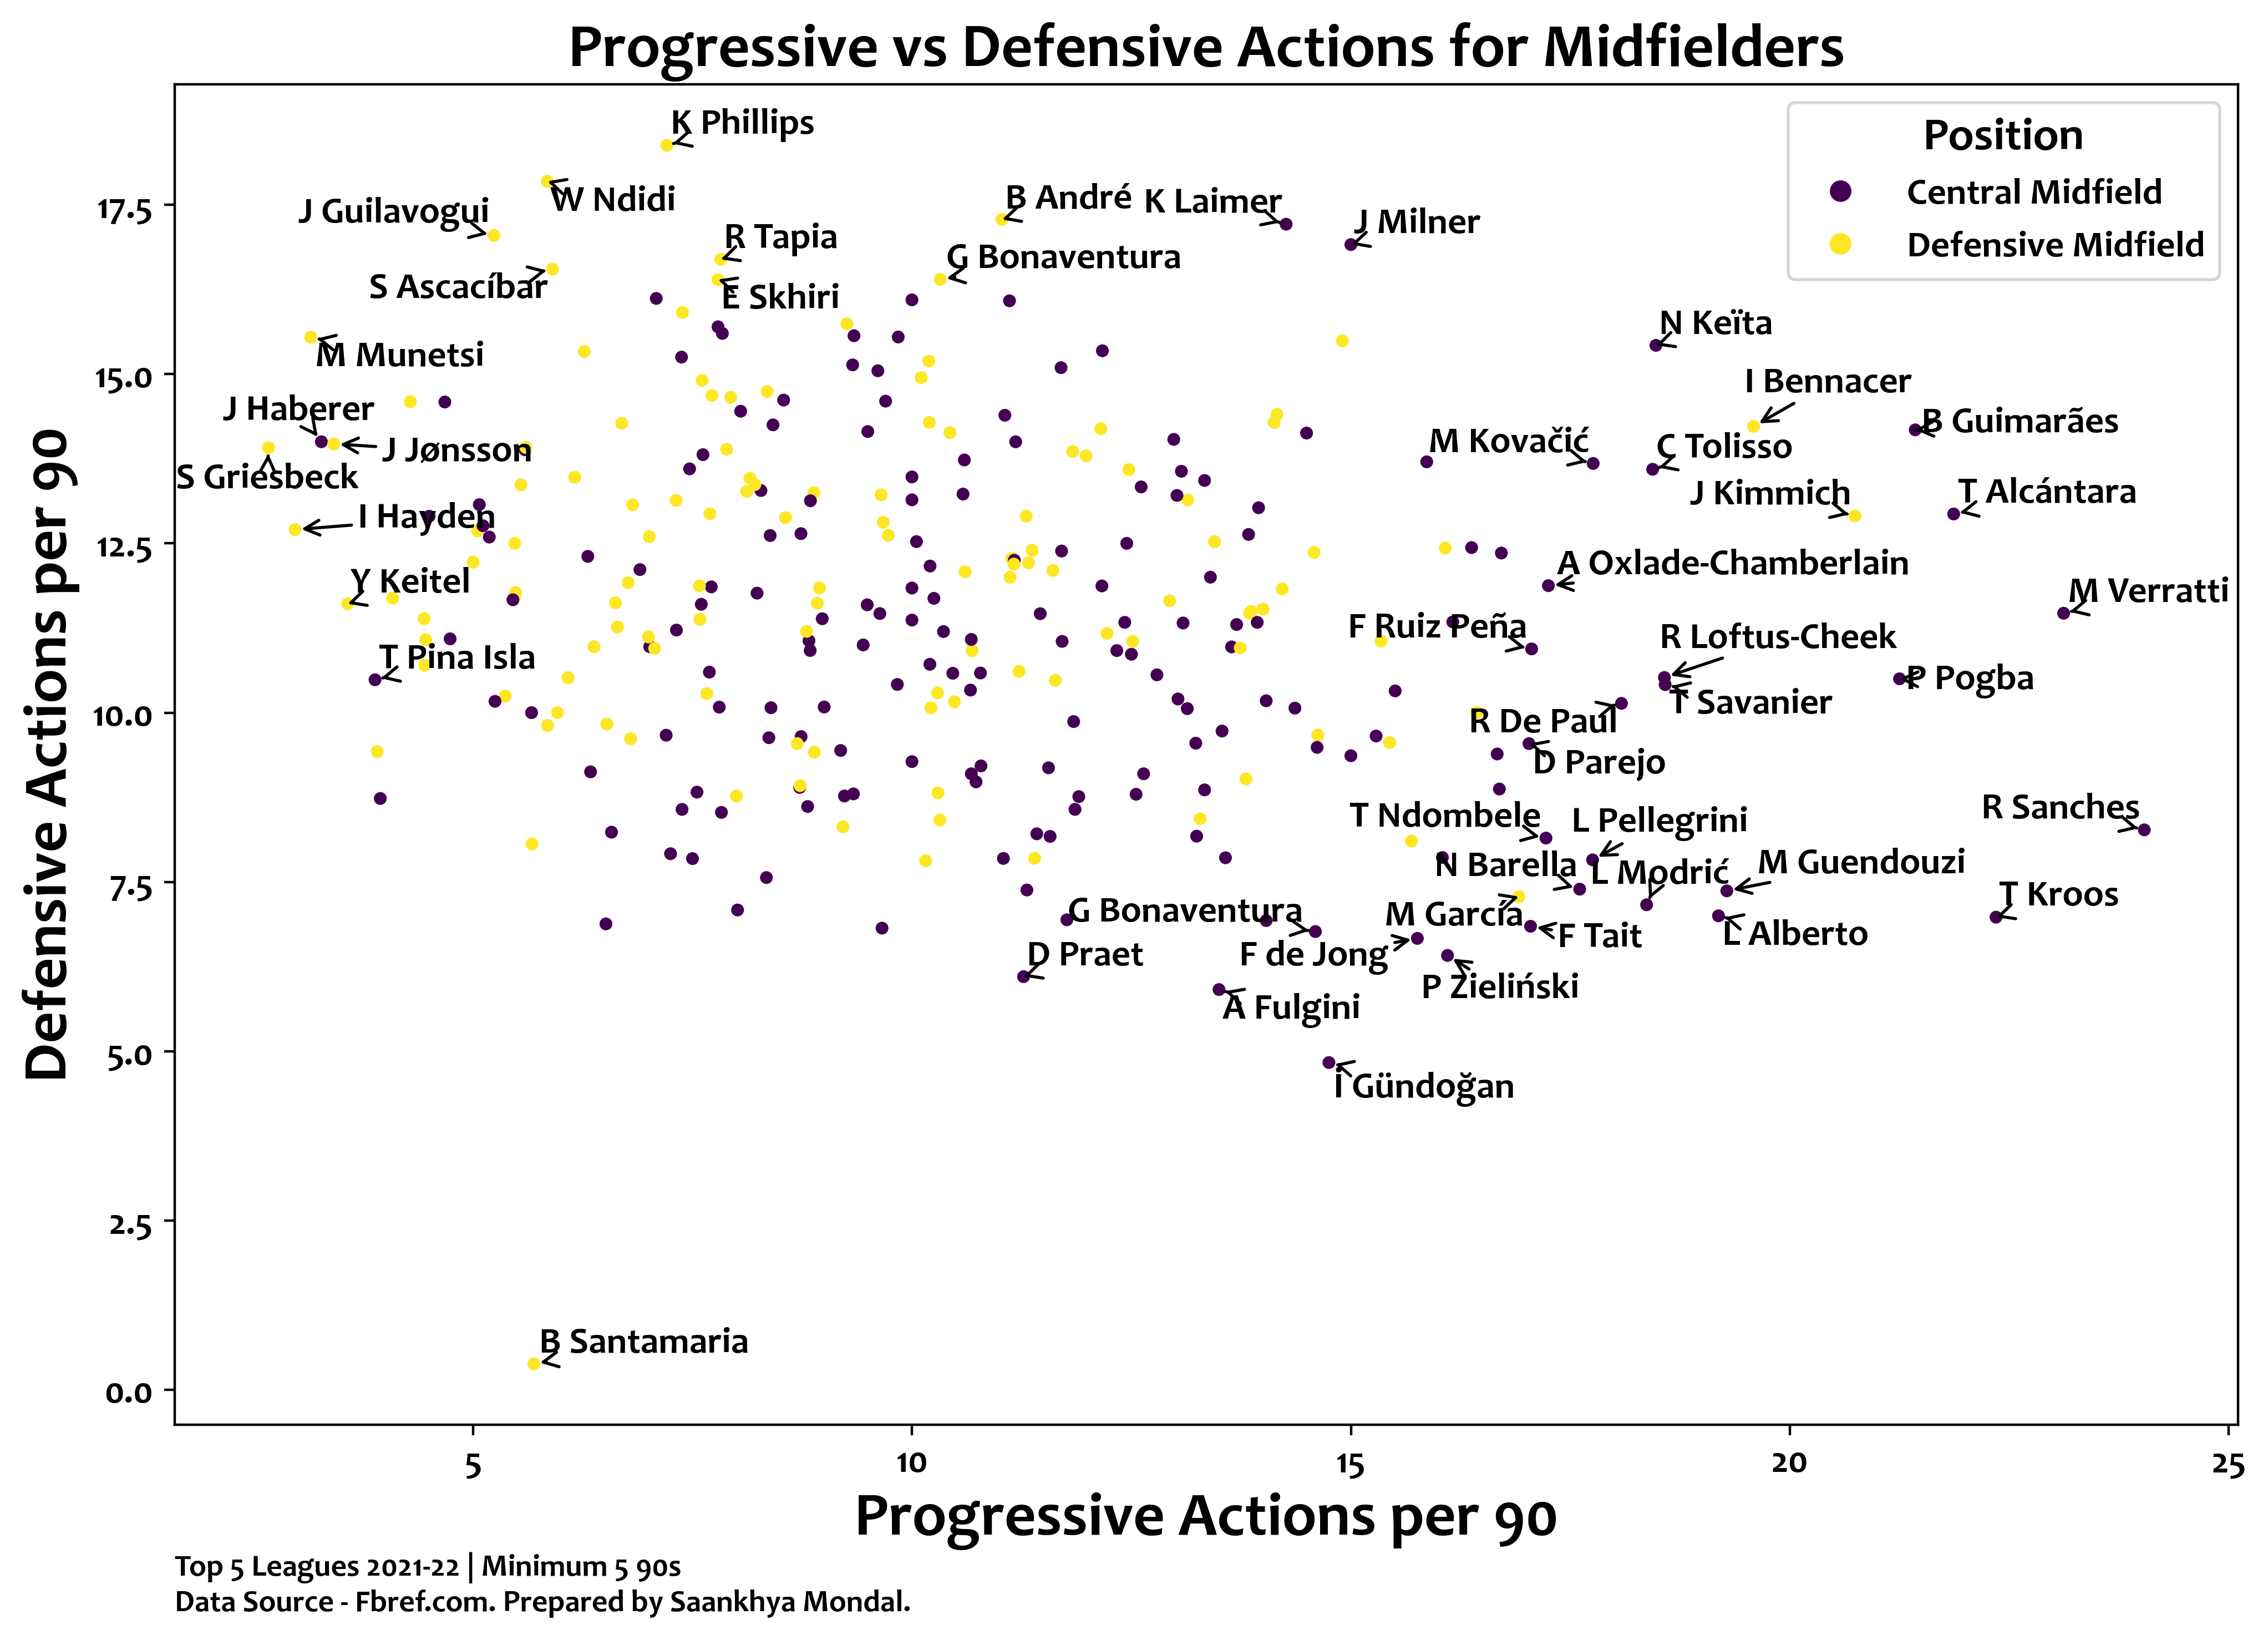 Progressive vs Defensive Actions for Midfielders
Position
Central Midfield
Defensive Midfield
K Phillips
W Ndidi
J Guilavogui
B André
K Laimer
J Milner
R Tapia
G Bonaventura
S Ascacíbar
E Skhiri
N Keïta
M Munetsi
I Bennacer
J Haberer
B Guimarães
J Jønsson
M Kovačić
C Tolisso
S Griesbeck
J Kimmich
T Alcántara
I Hayden
A Oxlade-Chamberlain
Y Keitel
M Verratti
F Ruiz Peña
R Loftus-Cheek
T Pina Isla
P Pogba
T Savanier
R De Paul
D Parejo
R Sanches
T Ndombele
L Pellegrini
N Barella
L Modrić
M Guendouzi
T Kroos
G Bonaventura
M García
F Tait
L Alberto
D Praet
F de Jong
P Zieliński
A Fulgini
İ Gündoğan
B Santamaria
Defensive Actions per 90
17.5
15.0
12.5
10.0
7.5
5.0
2.5
0.0
5
10
15
20
25
Progressive Actions per 90
Top 5 Leagues 2021-22 | Minimum 5 90s
Data Source - Fbref.com. Prepared by Saankhya Mondal.